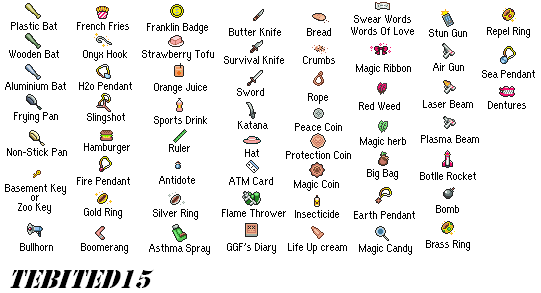 Plastic Bat
Wooden Bat
Aluminium Bat
Frying Pan
Non-Stick Pan
Basement Key
or
Zoo Key
Bullhorn
French Fries
Onyx Hook
H2o Pendant
Slingshot
Hamburger
Fire Pendant
Gold Ring
Boomerang
Franklin Badge
Strawberry Tofu
Orange Juice
Sports Drink
Ruler
Antidote
Silver Ring
Asthma Spray
Butter Knife
Survival Knife
Sword
Katana
Hat
ATM Card
Flame Thrower
GGF's Diary
Bread
Crumbs
Rope
Peace Coin
Protection Coin
Magic Coin
Insecticide
Life Up cream
Swear Words
Words Of Love
Magic Ribbon
Red Weed
Magic herb
Big Bag
Earth Pendant
Magic Candy
Stun Gun
Air Gun
Laser Beam
Plasma Beam
Botlle Rocket
Bomb
Brass Ring
Repel Ring
Sea Pendant
Dentures
TEBITED15